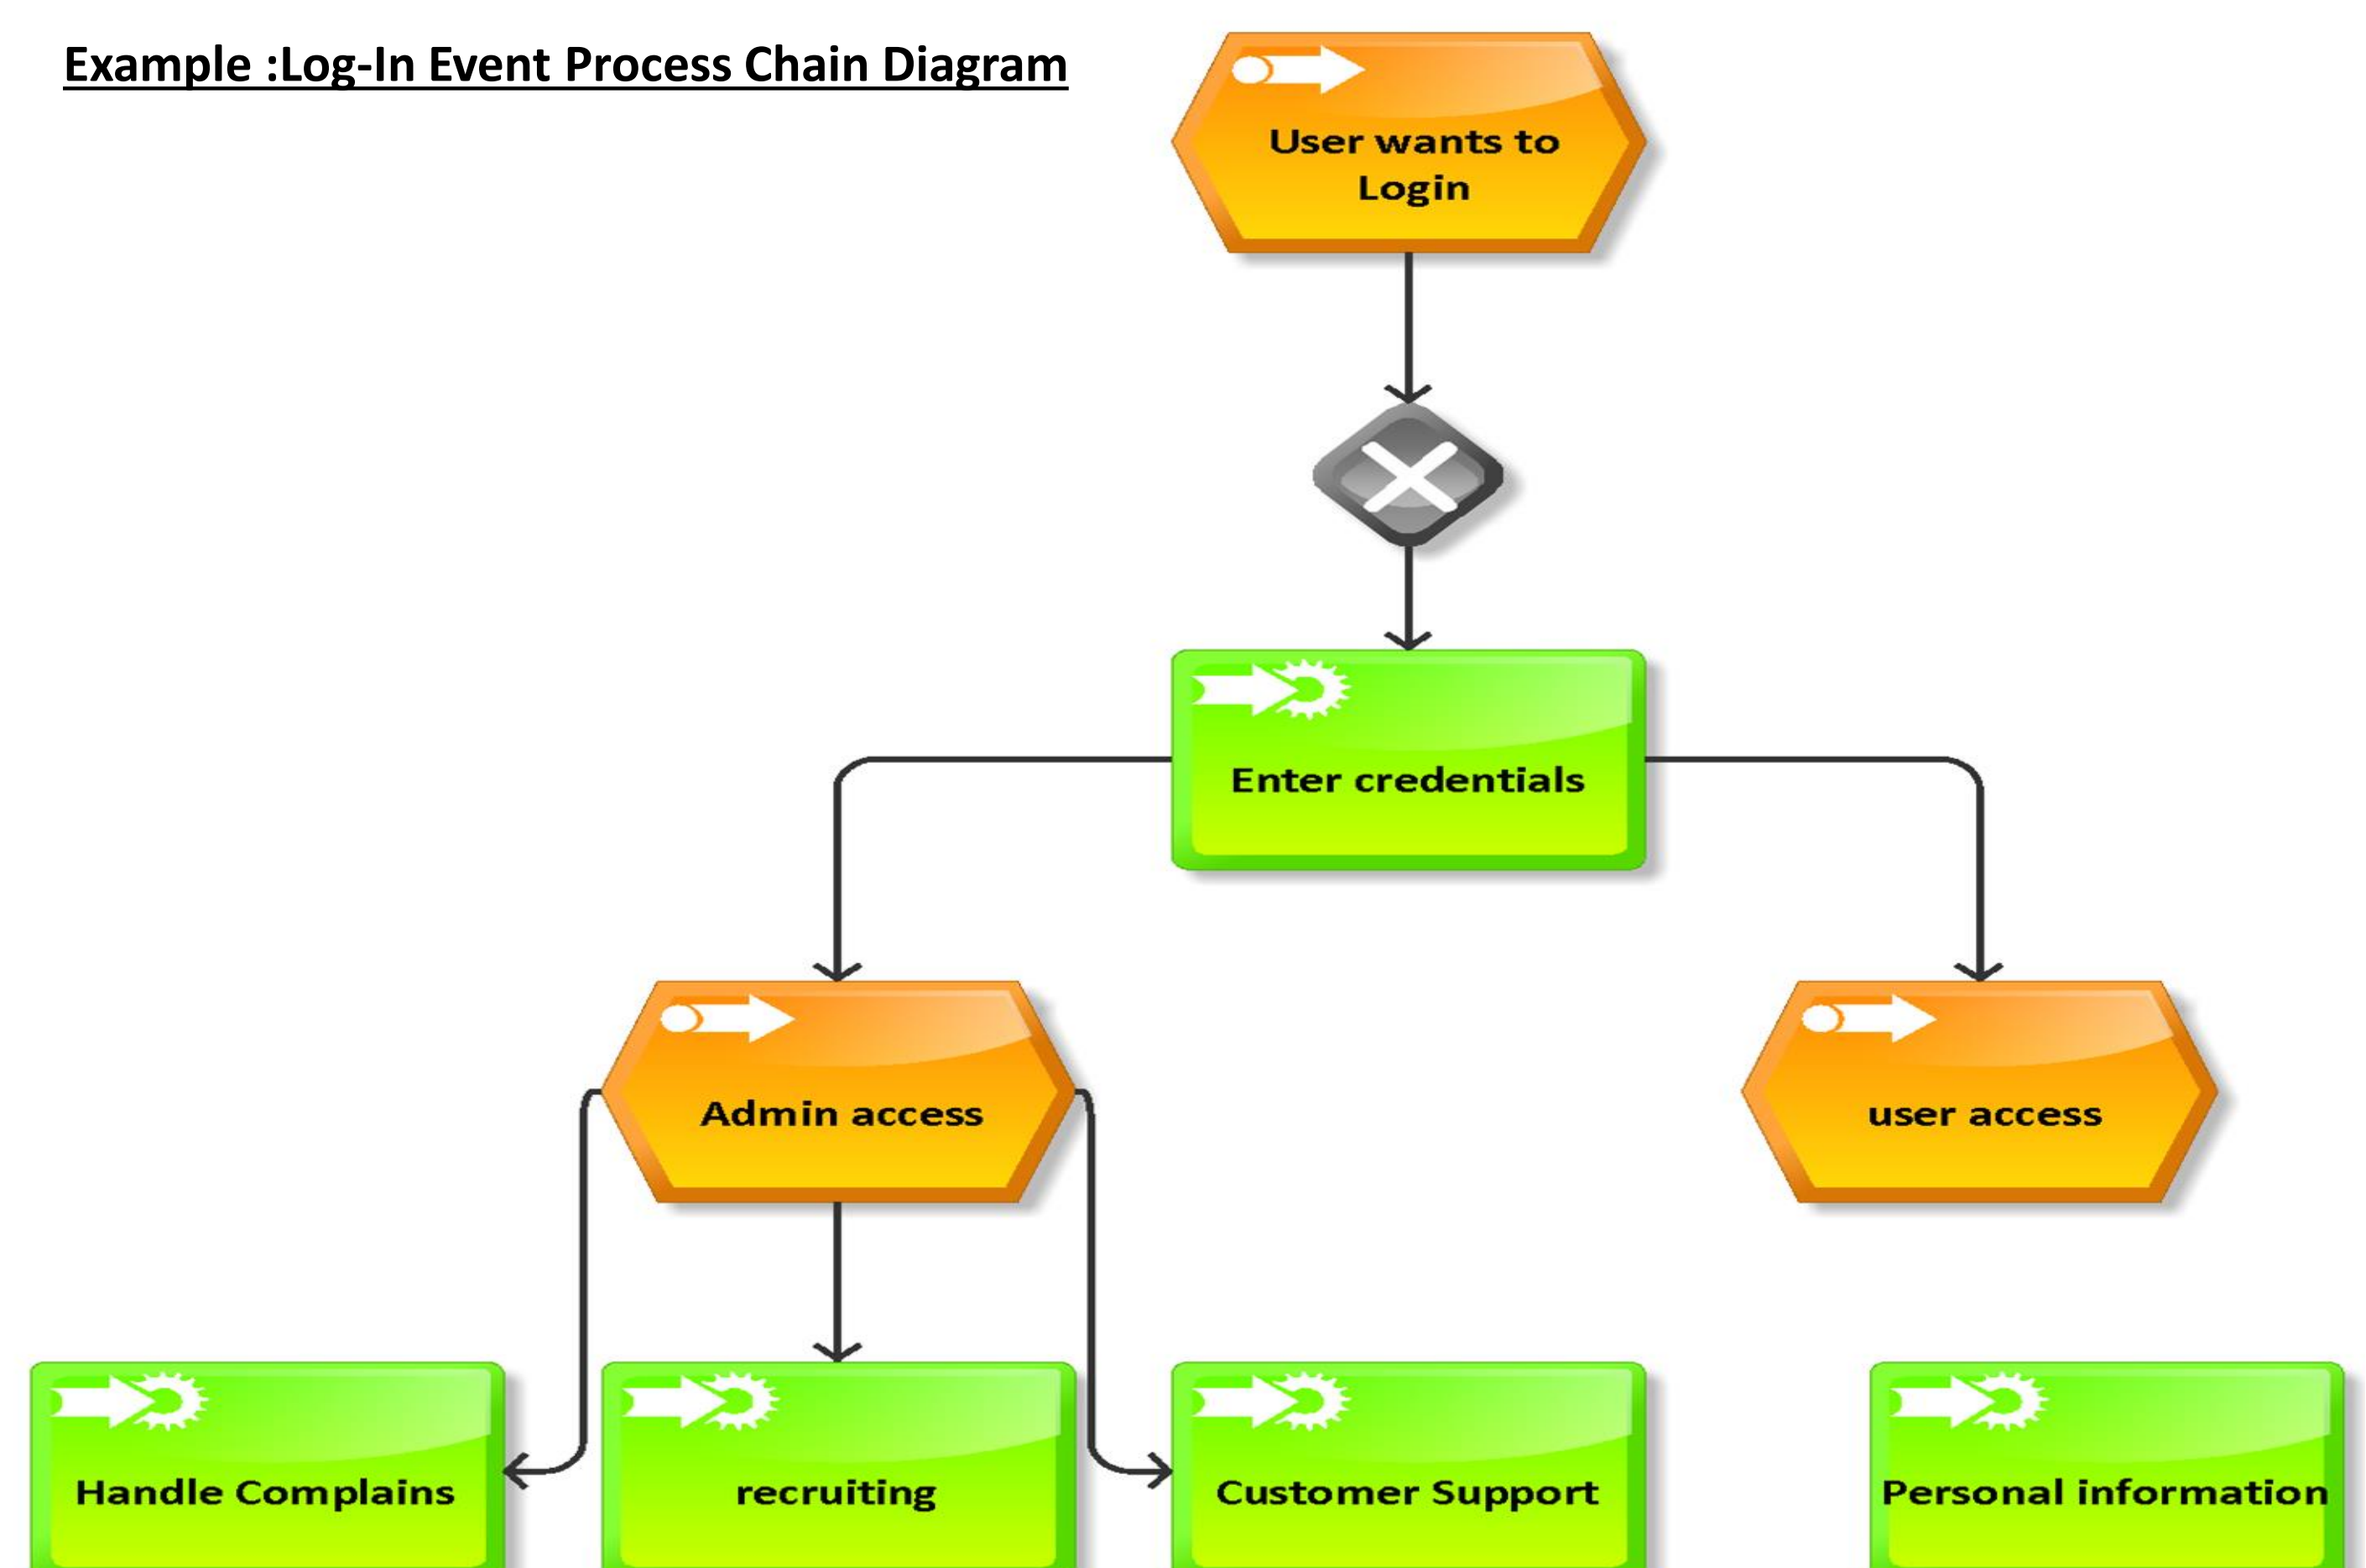 Example :Log-In Event Process Chain Diagram
User wants to
Login
Enter credentials
Admin access
user access
Handle Complains
recruiting
Customer Support
Personal information